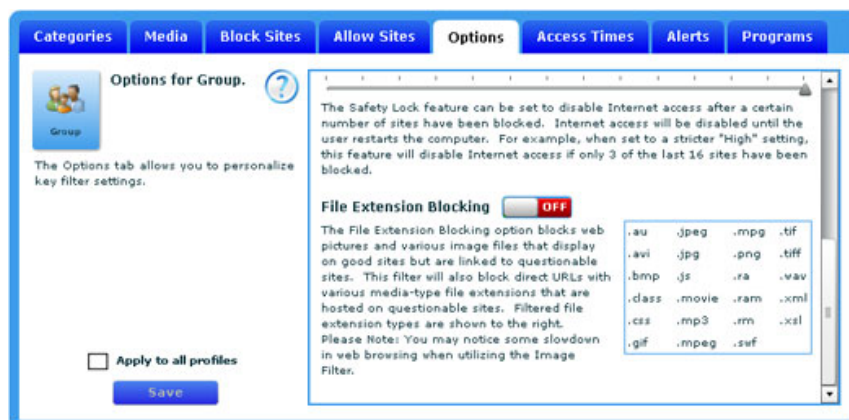 Categories
Media
Block Sites
Allow Sites
Options
Access Times
Alerts
Programs
Group
Options for Group.
?
The Options tab allows you to personalize
key filter settings.
Apply to all profiles
Save
The Safety Lock feature can be set to disable Internet access after a certain
number of sites have been blocked. Internet access will be disabled until the
user restarts the computer. For example, when set to a stricter "High" setting,
this feature will disable Internet access if only 3 of the last 16 sites have been
blocked.
File Extension Blocking
OFF
The File Extension Blocking option blocks web
pictures and various image files that display
on good sites but are linked to questionable
sites. This filter will also block direct URLs with
various media-type file extensions that are
hosted on questionable sites. Filtered file
extension types are shown to the right.
Please Note: You may notice some slowdown
in web browsing when utilizing the Image
Filter.
.au .jpeg .mpg .tif
.avi .jpg .png .tiff
.bmp .js .ra .wav
.class .movie .ram .xml
.css .mp3 .rm .xsl
.gif .mpeg .swf